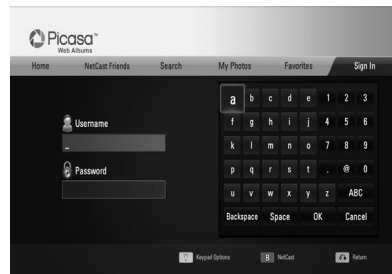 Picasa™
Web Albums
Home NetCast Friends Search My Photos Favorites Sign In
a b c d e 1 2 3
Username f g h i j 4 5 6
_ k l m n o 7 8 9
Password p q r s t . @ 0
u v w x y z ABC
Backspace Space OK Cancel
Keypad Options B NetCast Return